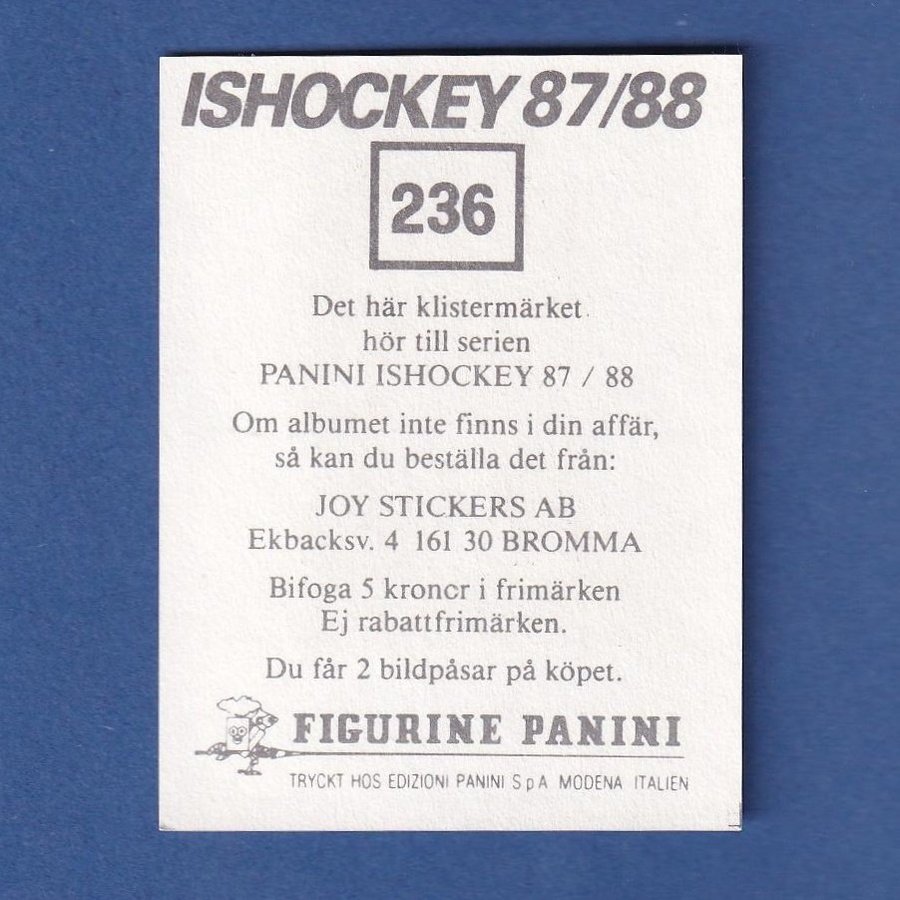 ISHOCKEY 87/88
236
Det här klistermärket
hör till serien
PANINI ISHOCKEY 87 / 88
Om albumet inte finns i din affär,
så kan du beställa det från:
JOY STICKERS AB
Ekbacksv. 4 161 30 BROMMA
Bifoga 5 kronor i frimärken
Ej rabattfrimärken.
Du får 2 bildpåsar på köpet.
FIGURINE PANINI
TRYCKT HOS EDIZIONI PANINI S p A MODENA ITALIEN